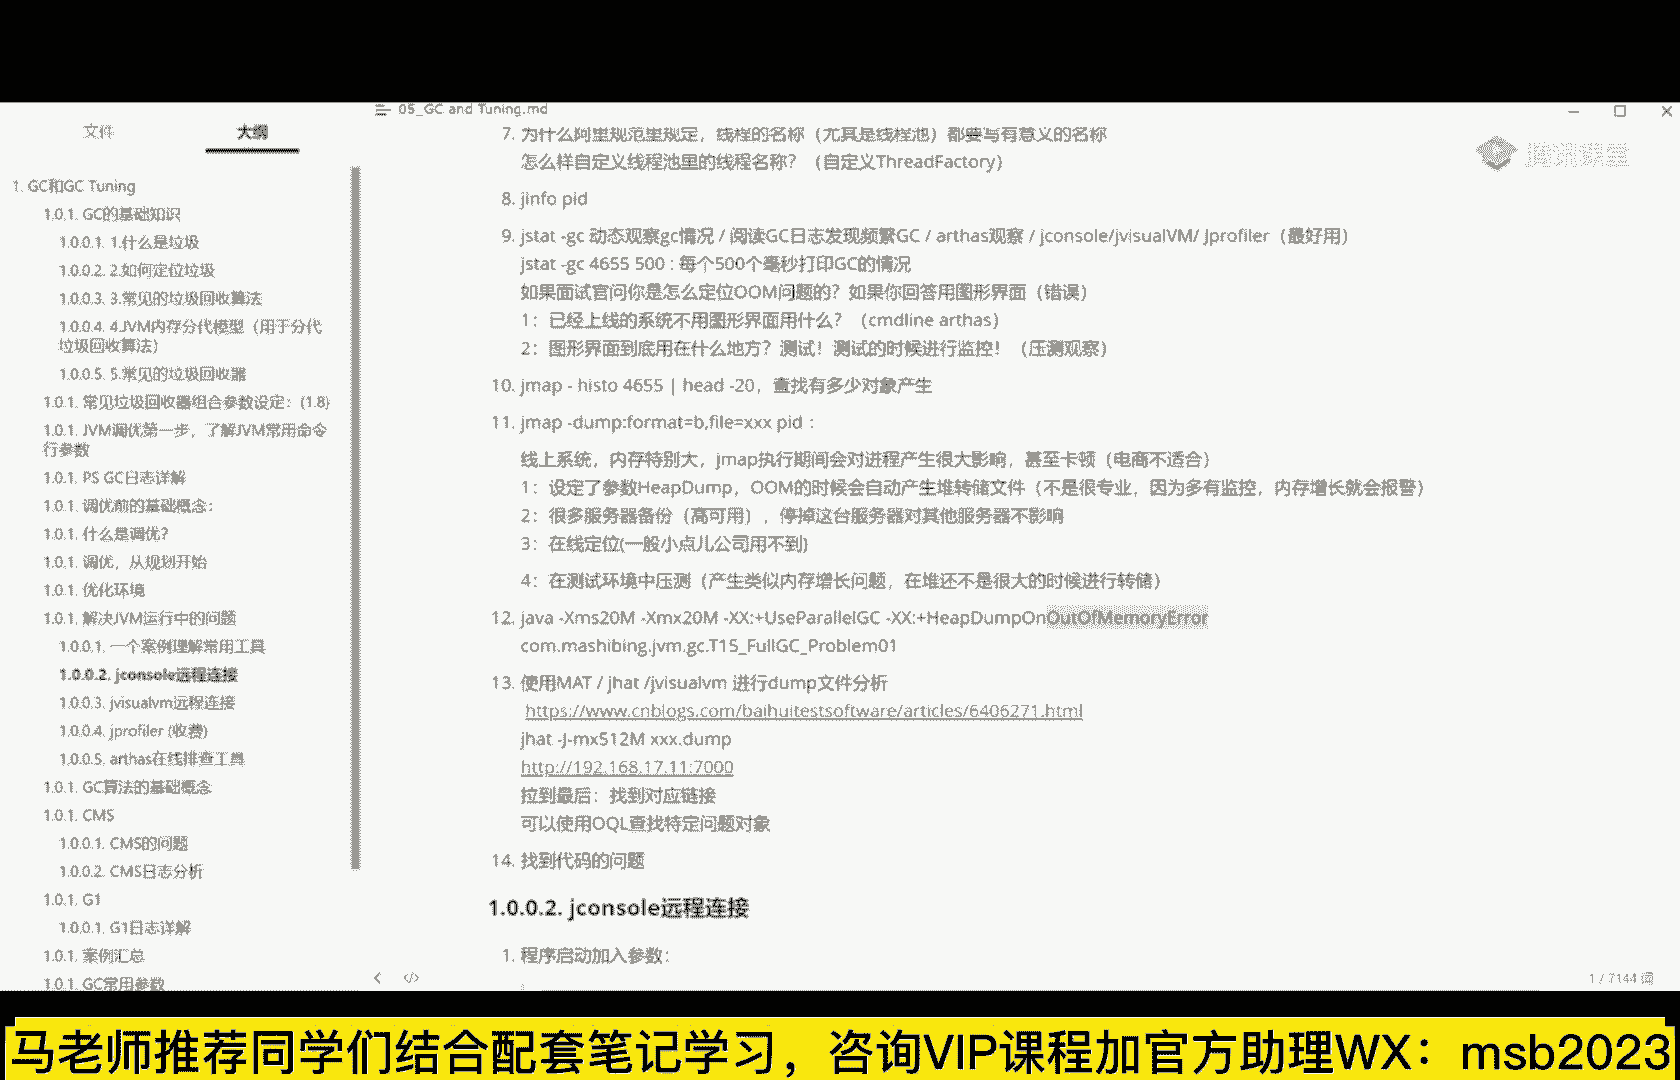 05_GC and Tuning.md
文件
大纲
腾讯课堂
1. GC和GC Tuning
1.0.1. GC的基础知识
1.0.0.1. 1.什么是垃圾
1.0.0.2. 2.如何定位垃圾
1.0.0.3. 3.常见的垃圾回收算法
1.0.0.4. 4.JVM内存分代模型（用于分代
垃圾回收算法）
1.0.0.5. 5.常见的垃圾回收器
1.0.1. 常见垃圾回收器组合参数设定：(1.8)
1.0.1. JVM调优第一步，了解JVM常用命令
行参数
1.0.1. PS GC日志详解
1.0.1. 调优前的基础概念：
1.0.1. 什么是调优？
1.0.1. 调优，从规划开始
1.0.1. 优化环境
1.0.1. 解决JVM运行中的问题
1.0.0.1. 一个案例理解常用工具
1.0.0.2. jconsole远程连接
1.0.0.3. jvisualvm远程连接
1.0.0.4. jprofiler (收费)
1.0.0.5. arthas在线排查工具
1.0.1. GC算法的基础概念
1.0.1. CMS
1.0.0.1. CMS的问题
1.0.0.2. CMS日志分析
1.0.1. G1
1.0.0.1. G1日志详解
1.0.1. 案例汇总
1.0.1. GC常用参数
7. 为什么阿里规范里规定，线程的名称（尤其是线程池）都要写有意义的名称
怎么样自定义线程池里的线程名称？（自定义ThreadFactory）
8. jinfo pid
9. jstat -gc 动态观察gc情况 / 阅读GC日志发现频繁GC / arthas观察 / jconsole/jvisualVM/ Jprofiler（最好用）
jstat -gc 4655 500 : 每个500个毫秒打印GC的情况
如果面试官问你是怎么定位OOM问题的？如果你回答用图形界面（错误）
1：已经上线的系统不用图形界面用什么？（cmdline arthas）
2：图形界面到底用在什么地方？测试！测试的时候进行监控！（压测观察）
10. jmap - histo 4655 | head -20，查找有多少对象产生
11. jmap -dump:format=b,file=xxx pid：
线上系统，内存特别大，jmap执行期间会对进程产生很大影响，甚至卡顿（电商不适合）
1：设定了参数HeapDump，OOM的时候会自动产生堆转储文件（不是很专业，因为多有监控，内存增长就会报警）
2：很多服务器备份（高可用），停掉这台服务器对其他服务器不影响
3：在线定位(一般小点儿公司用不到)
4：在测试环境中压测（产生类似内存增长问题，在堆还不是很大的时候进行转储）
12. java -Xms20M -Xmx20M -XX:+UseParallelGC -XX:+HeapDumpOnOutOfMemoryError
com.mashibing.jvm.gc.T15_FullGC_Problem01
13. 使用MAT / jhat /jvisualvm 进行dump文件分析
https://www.cnblogs.com/baihuitestsoftware/articles/6406271.html
jhat -J-mx512M xxx.dump
http://192.168.17.11:7000
拉到最后：找到对应链接
可以使用OQL查找特定问题对象
14. 找到代码的问题
1.0.0.2. jconsole远程连接
1. 程序启动加入参数：
1 / 7144 词
马老师推荐同学们结合配套笔记学习，咨询VIP课程加官方助理WX：msb2023